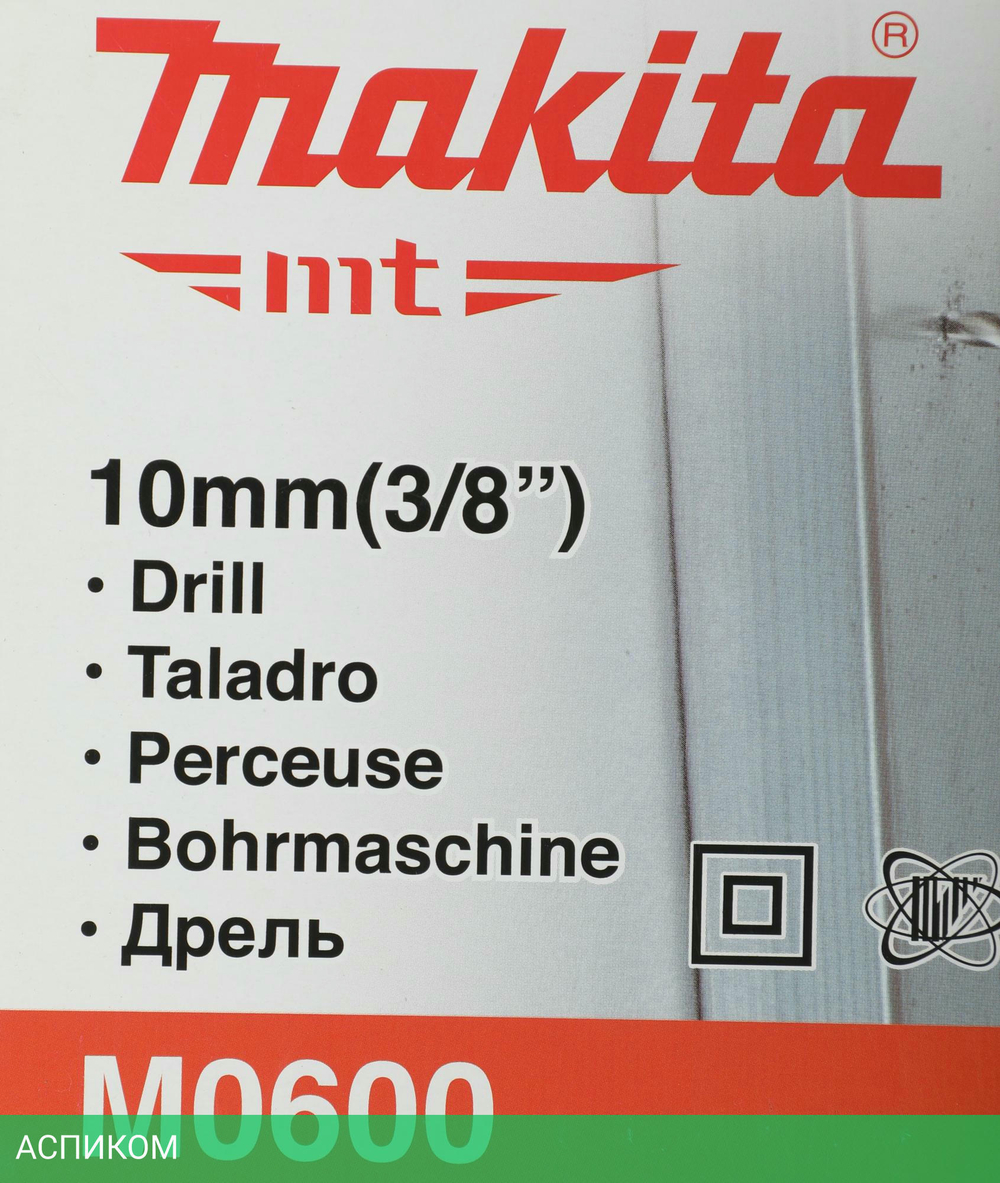 makita®
mt
10mm(3/8”)
• Drill
• Taladro
• Perceuse
• Bohrmaschine
• Дрель
M0600
АСПИКОМ